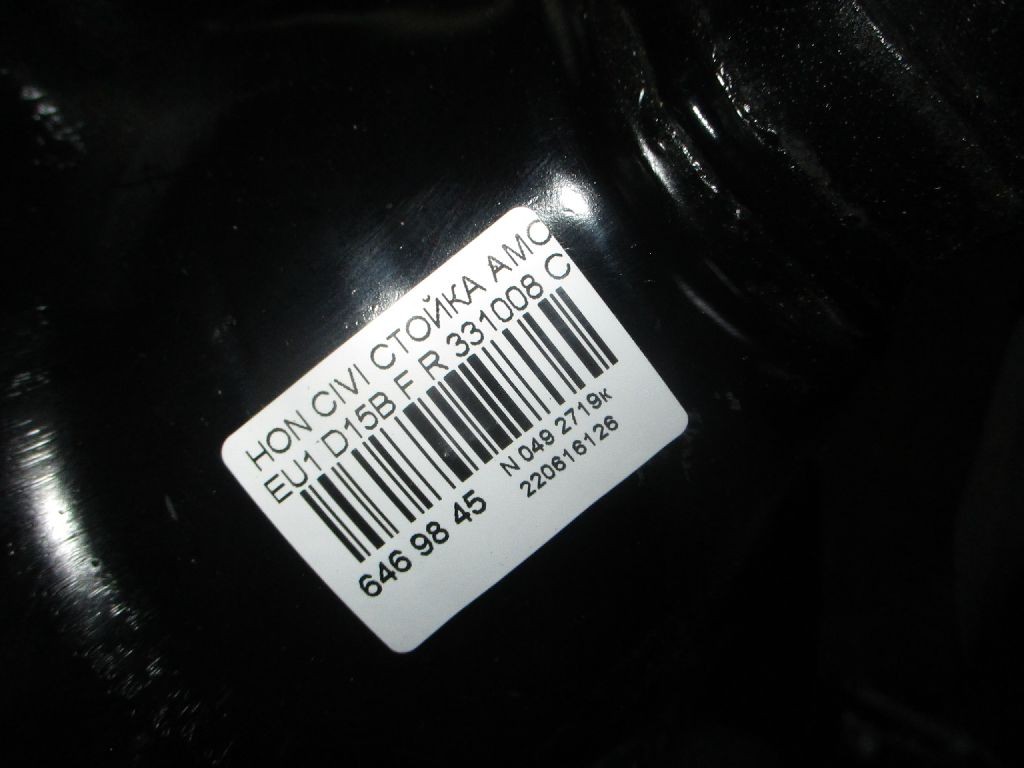 HON CIVI СТОЙКА АМО
EU1 D15B F R 331008 C
646 98 45
N 049 2719к
220616126